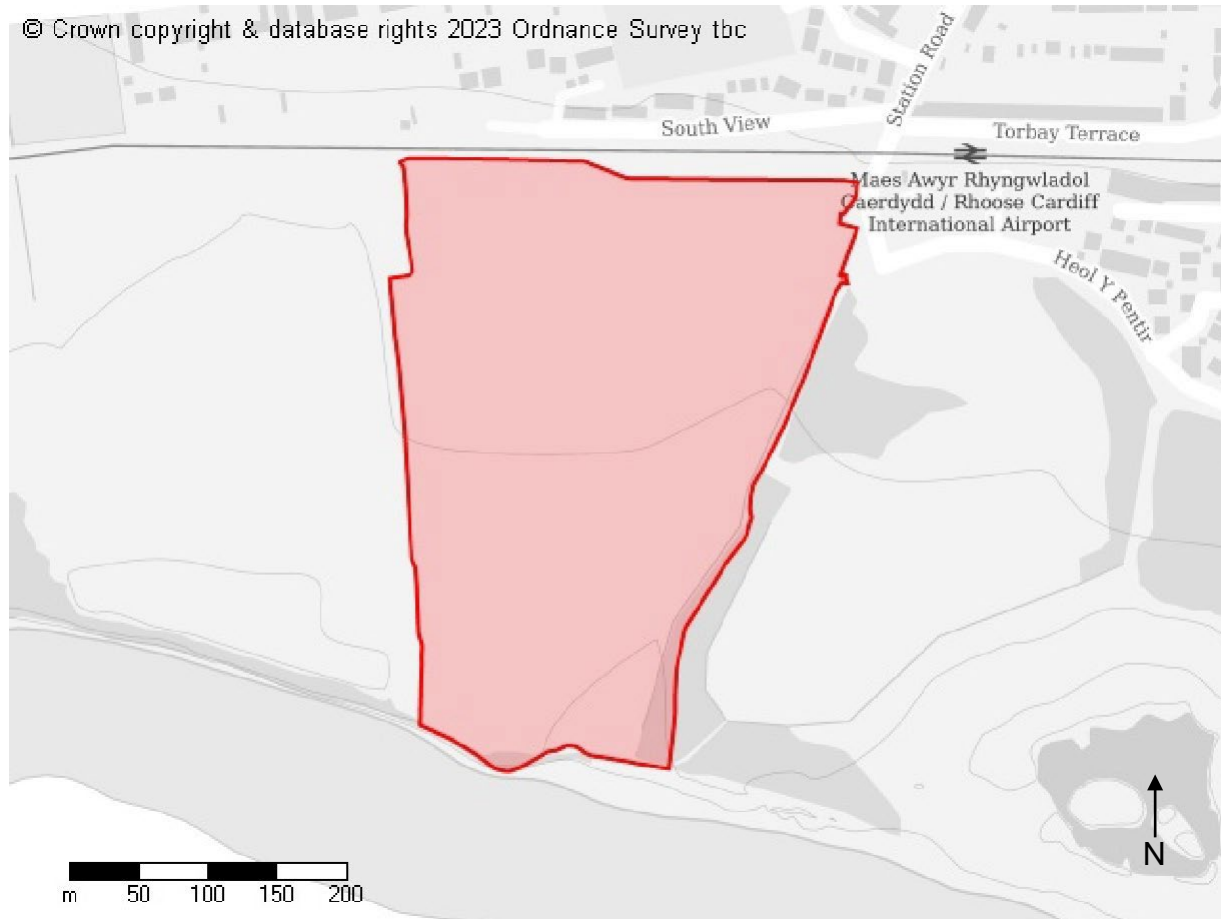 © Crown copyright & database rights 2023 Ordnance Survey tbc
Station Road
South View
Torbay Terrace
Maes Awyr Rhyngwladol
Caerdydd / Rhoose Cardiff
International Airport
Heol Y Pentir
N
m 50 100 150 200